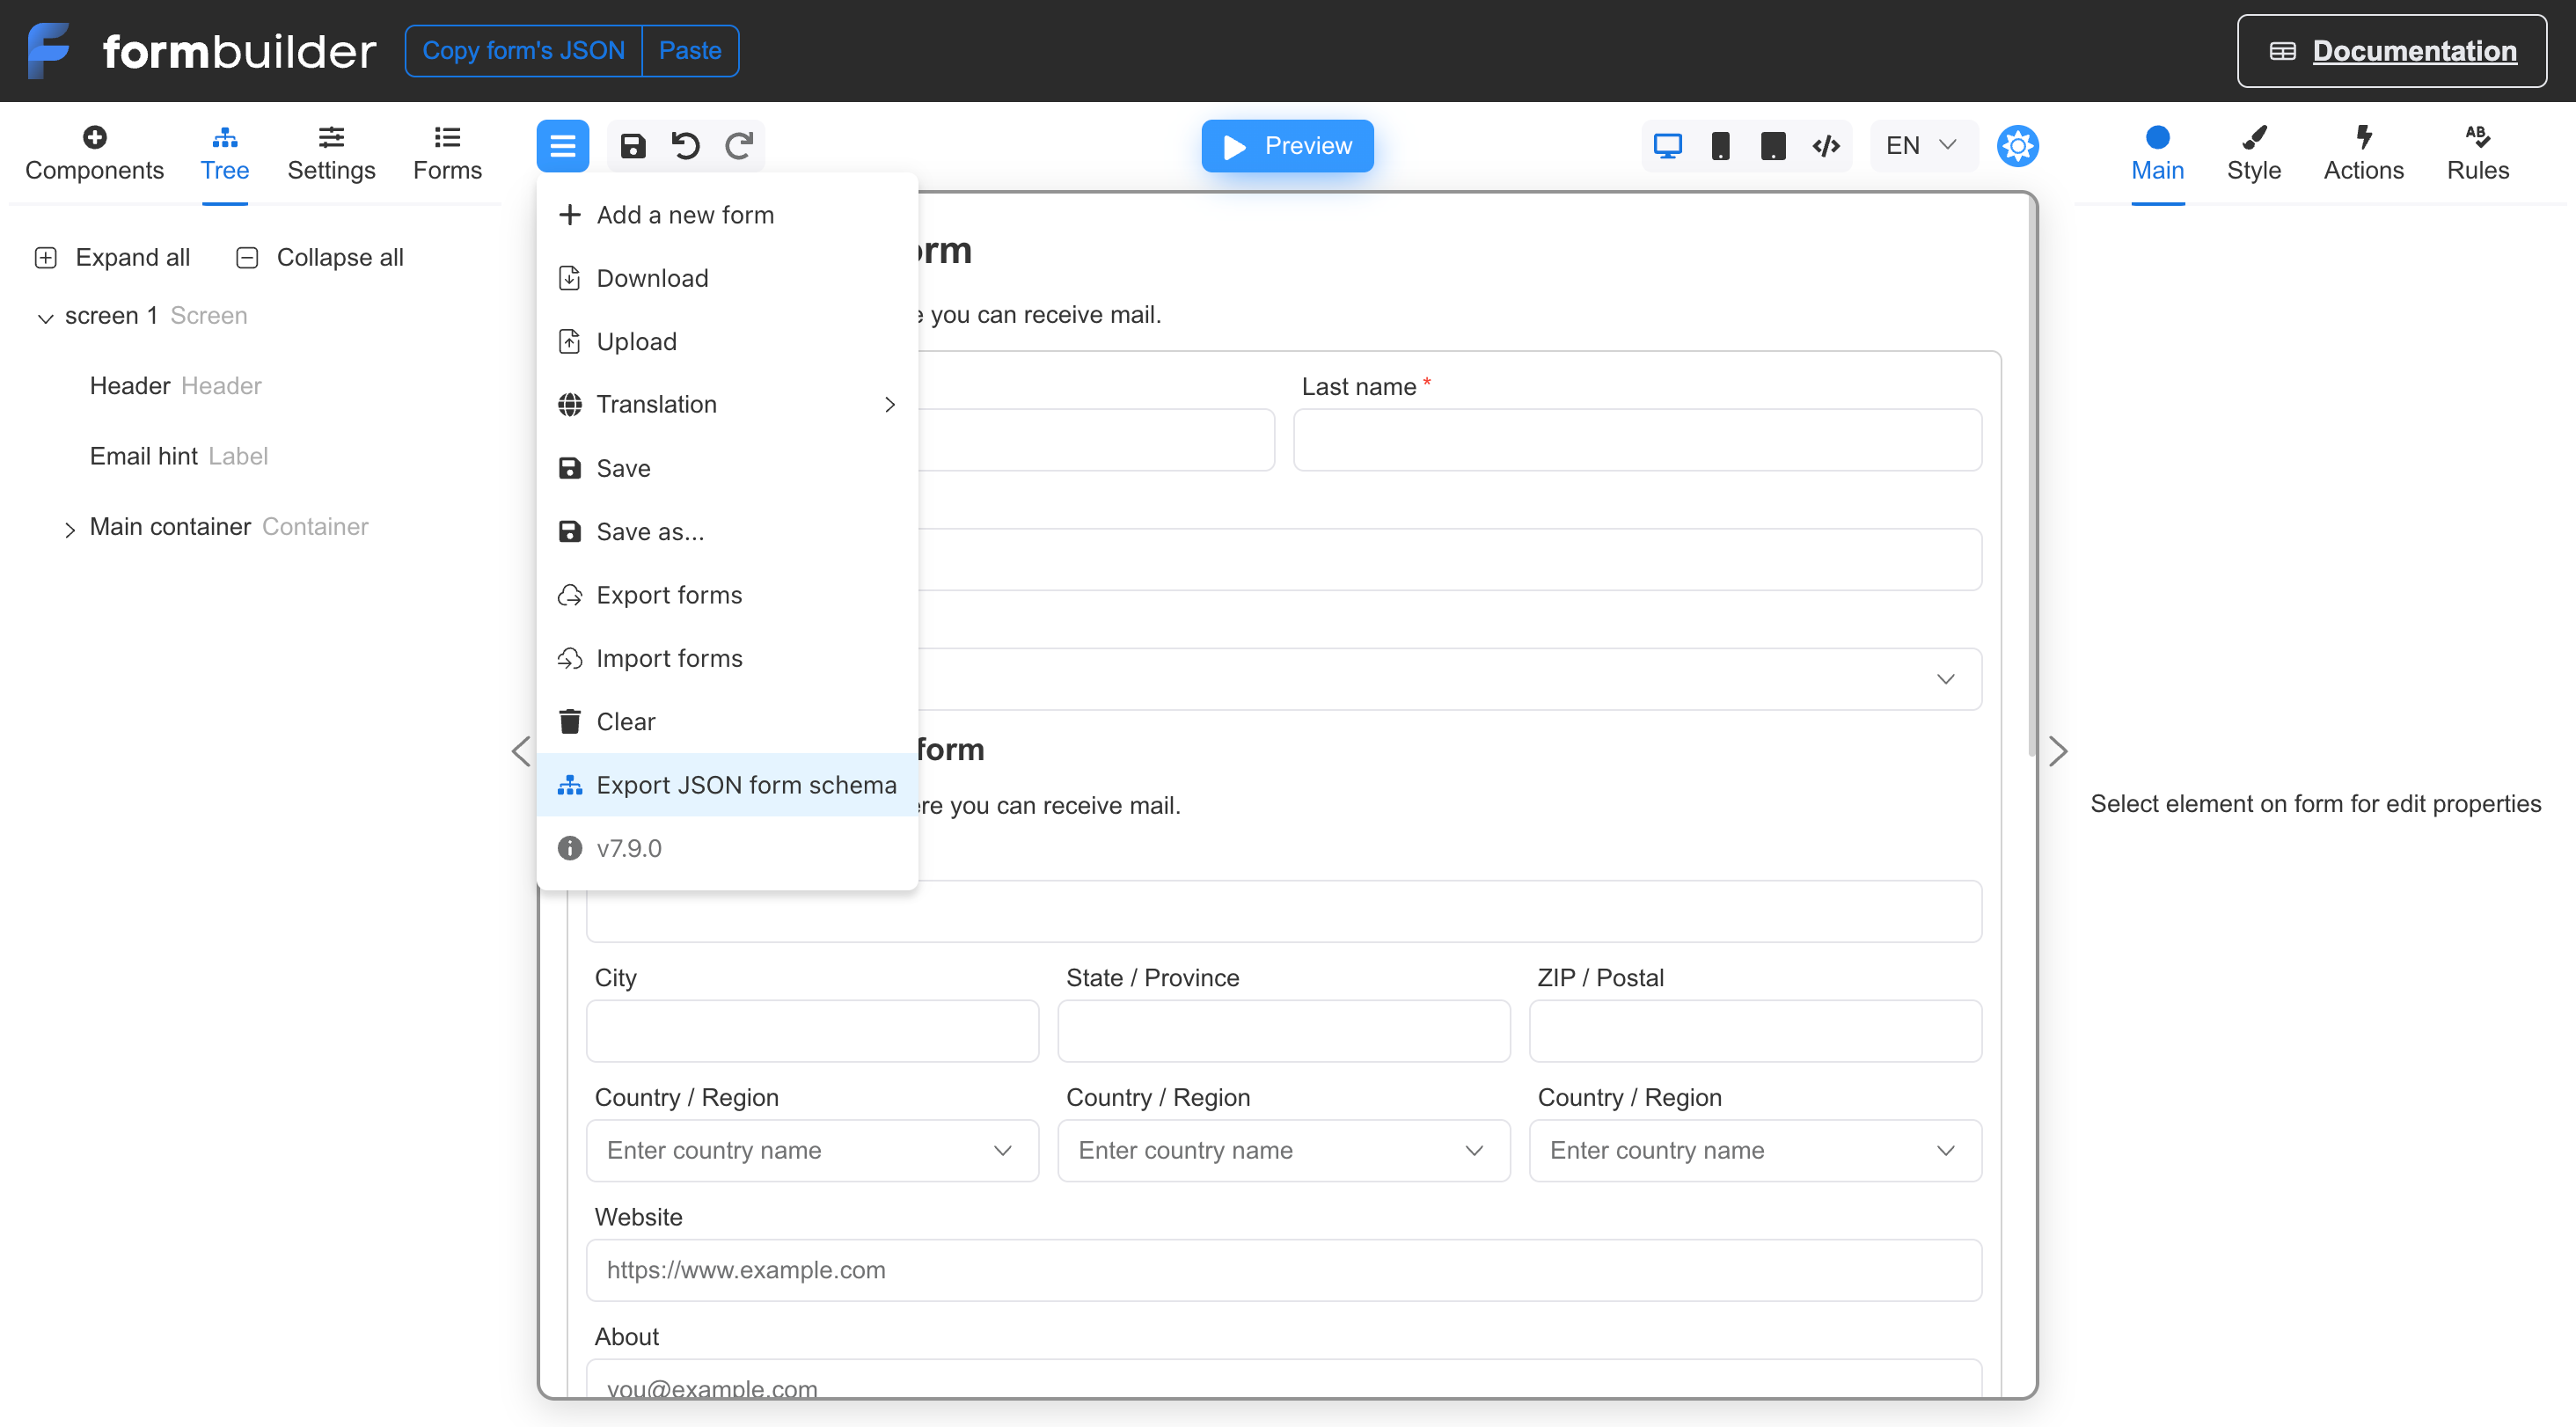 formbuilder
Copy form's JSON
Paste
Documentation
Components
Tree
Settings
Forms
Preview
EN
Main
Style
Actions
Rules
Expand all
Collapse all
screen 1 Screen
Header Header
Email hint Label
Main container Container
Add a new form
Download
Upload
Translation
Save
Save as...
Export forms
Import forms
Clear
Export JSON form schema
v7.9.0
you can receive mail.
Last name *
form
you can receive mail.
City
State / Province
ZIP / Postal
Country / Region
Country / Region
Country / Region
Enter country name
Enter country name
Enter country name
Website
https://www.example.com
About
you@example.com
Select element on form for edit properties